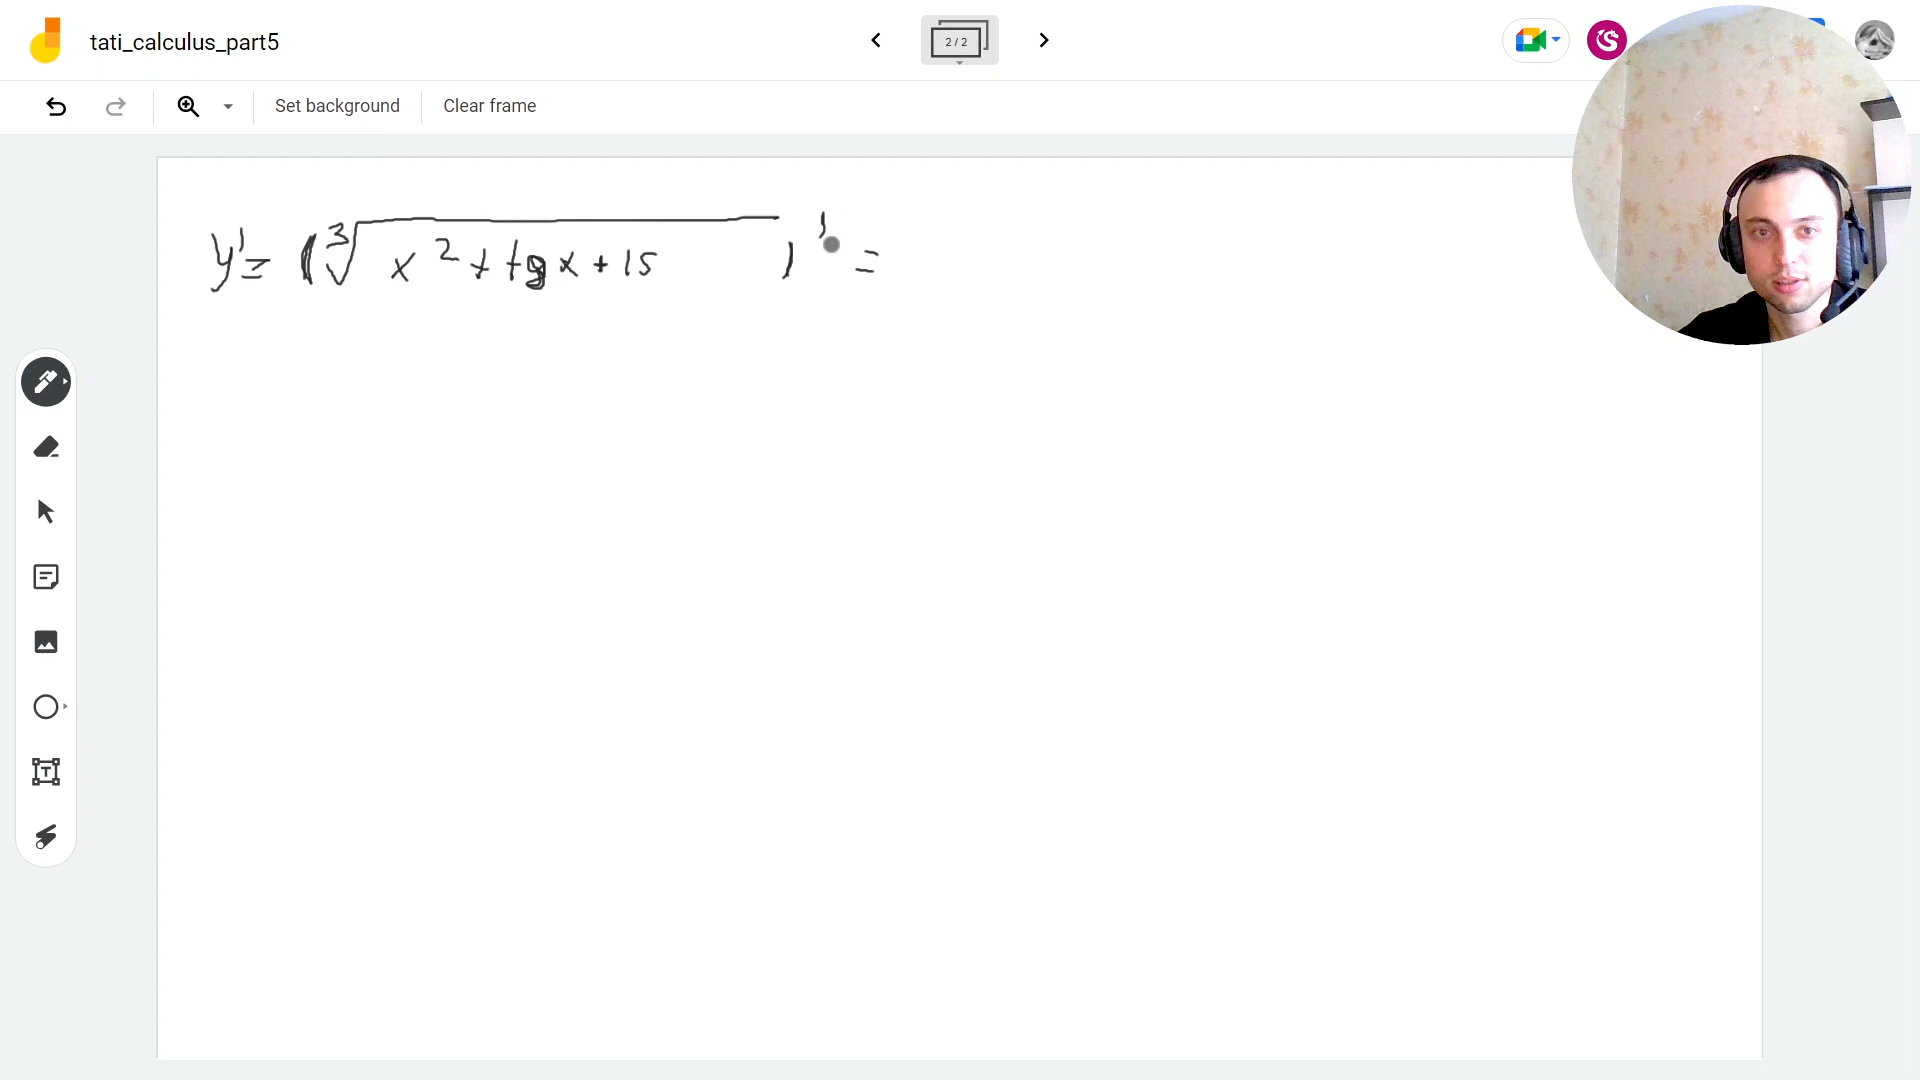 tati_calculus_part5
2 / 2
Set background
Clear frame
y' = (∛(x² + tg x + 15))' =